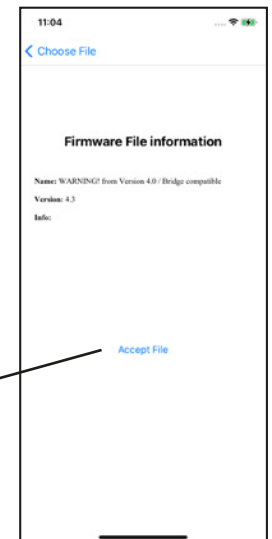 11:04
Choose File
Firmware File information
Name: WARNING! from Version 4.0 / Bridge compatible
Version: 4.3
Info:
Accept File